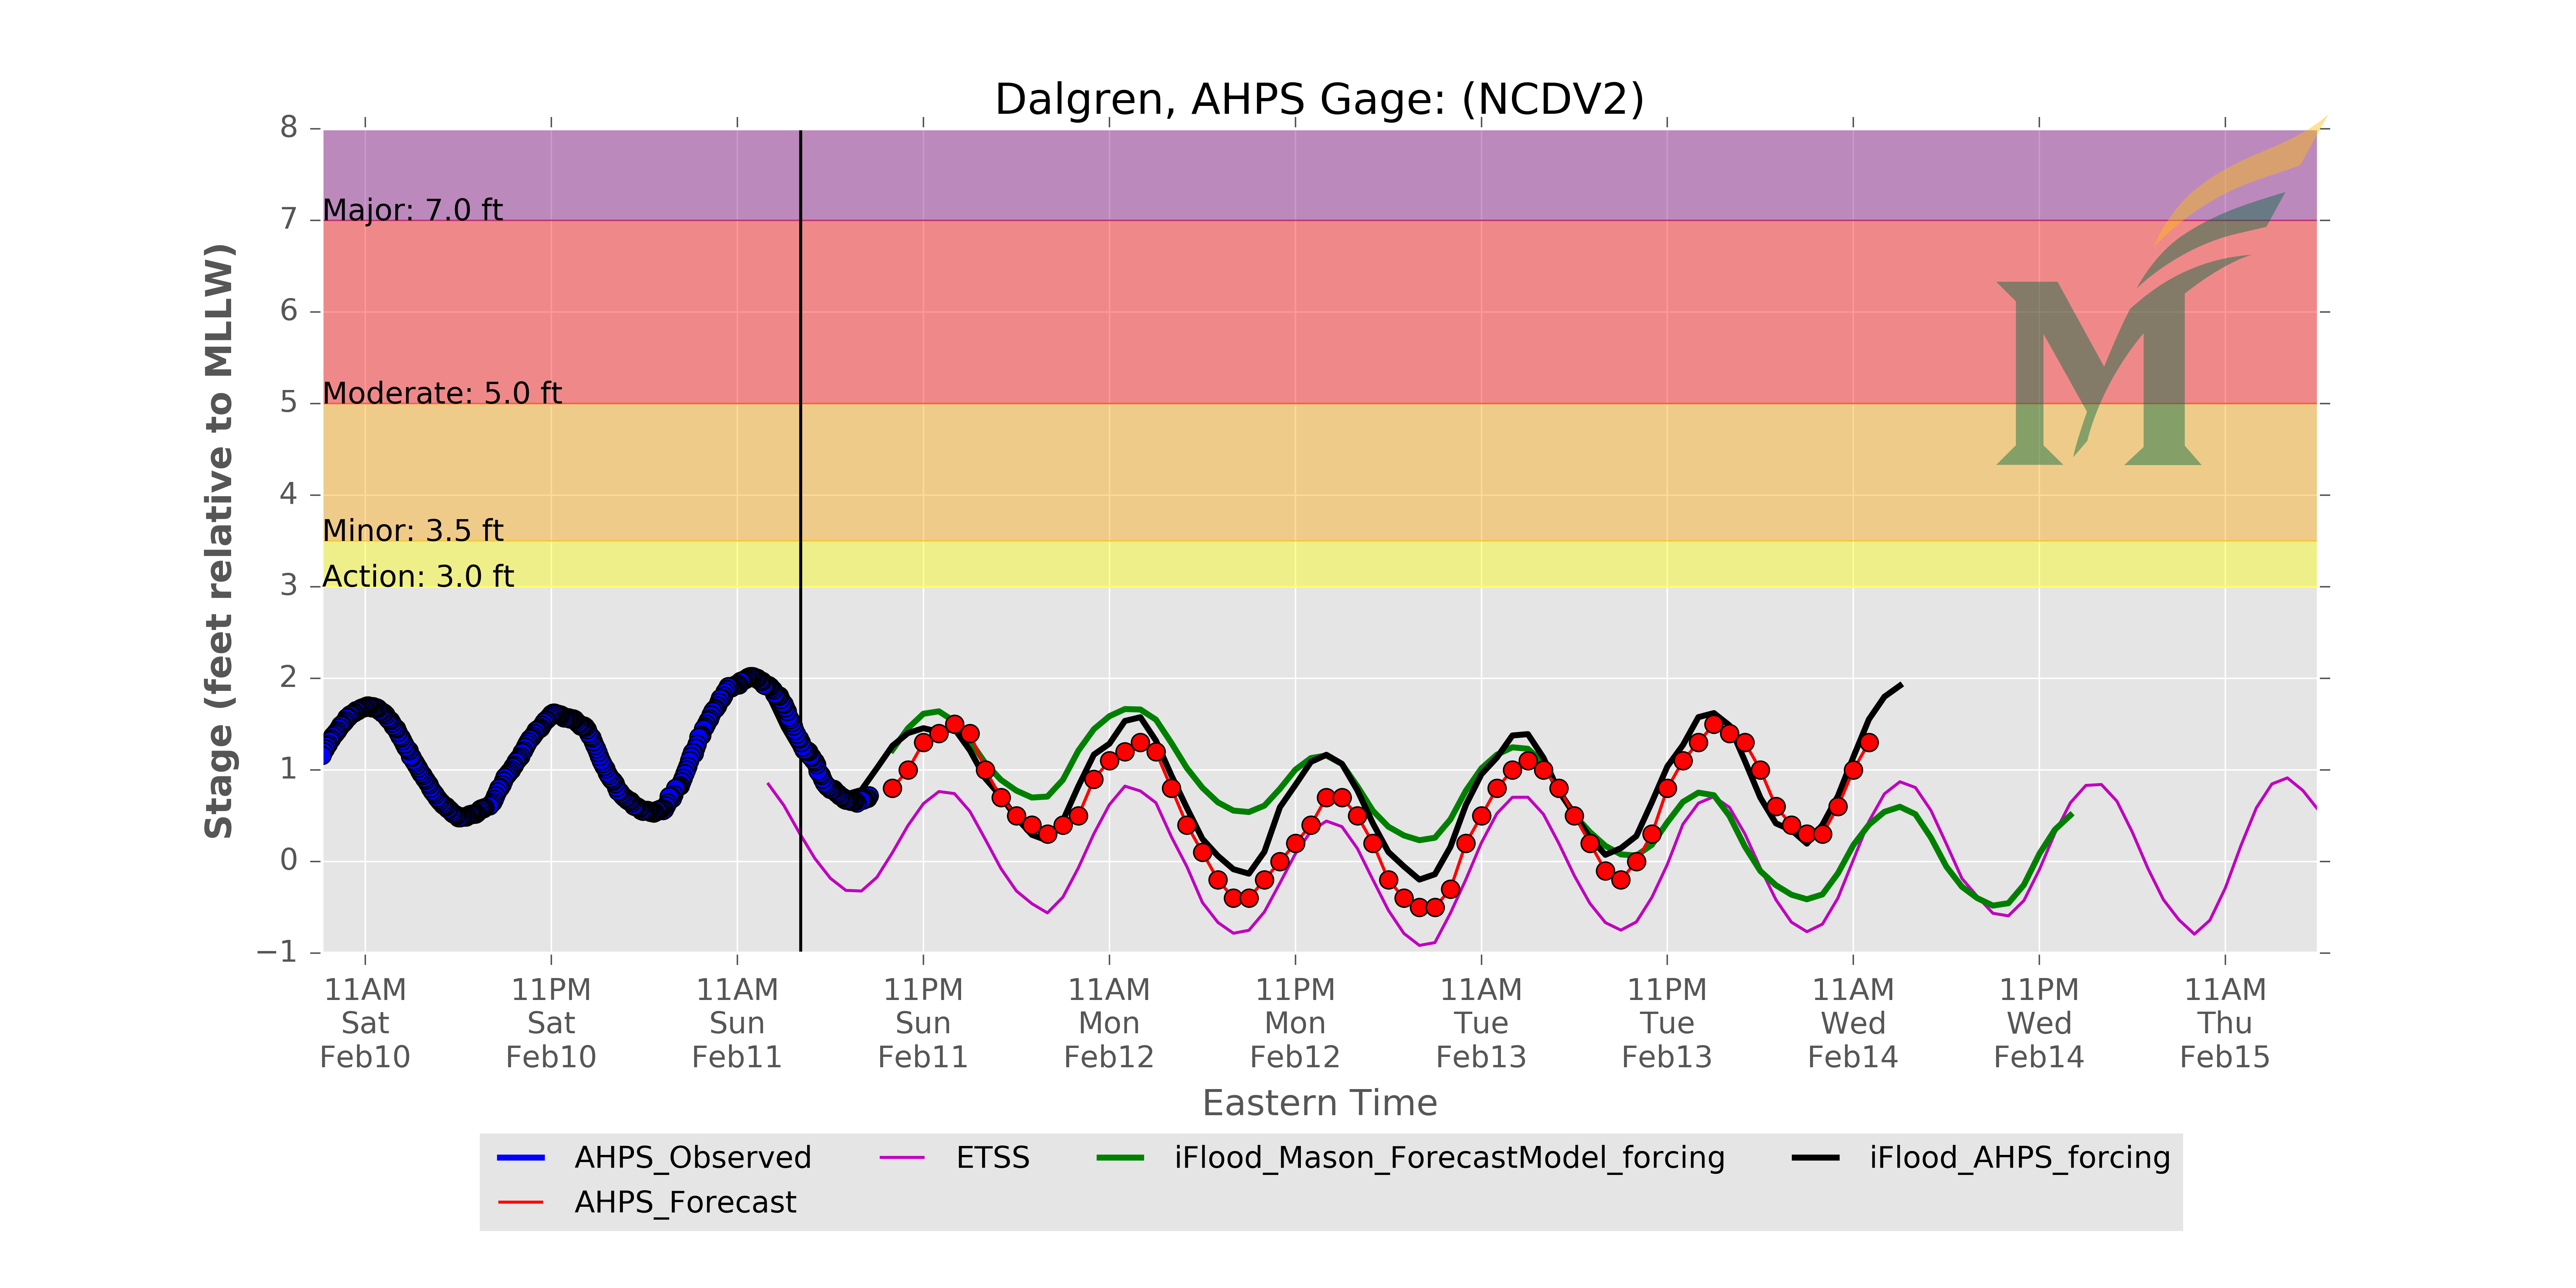 Dalgren, AHPS Gage: (NCDV2)
Stage (feet relative to MLLW)
8
7
6
5
4
3
2
1
0
−1
Major: 7.0 ft
Moderate: 5.0 ft
Minor: 3.5 ft
Action: 3.0 ft
11AM 11PM 11AM 11PM 11AM 11PM 11AM 11PM 11AM 11PM 11AM
Sat Sat Sun Sun Mon Mon Tue Tue Wed Wed Thu
Feb10 Feb10 Feb11 Feb11 Feb12 Feb12 Feb13 Feb13 Feb14 Feb14 Feb15
Eastern Time
AHPS_Observed ETSS iFlood_Mason_ForecastModel_forcing iFlood_AHPS_forcing
AHPS_Forecast
M